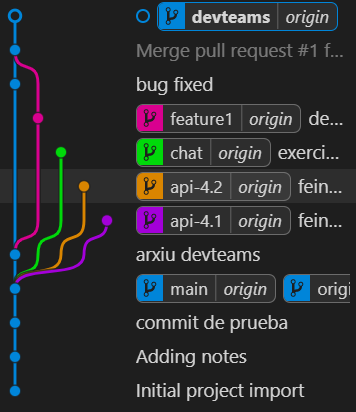 devteams origin
Merge pull request #1 f...
bug fixed
feature1 origin de...
chat origin exerci...
api-4.2 origin fein...
api-4.1 origin fein...
arxiu devteams
main origin origi
commit de prueba
Adding notes
Initial project import